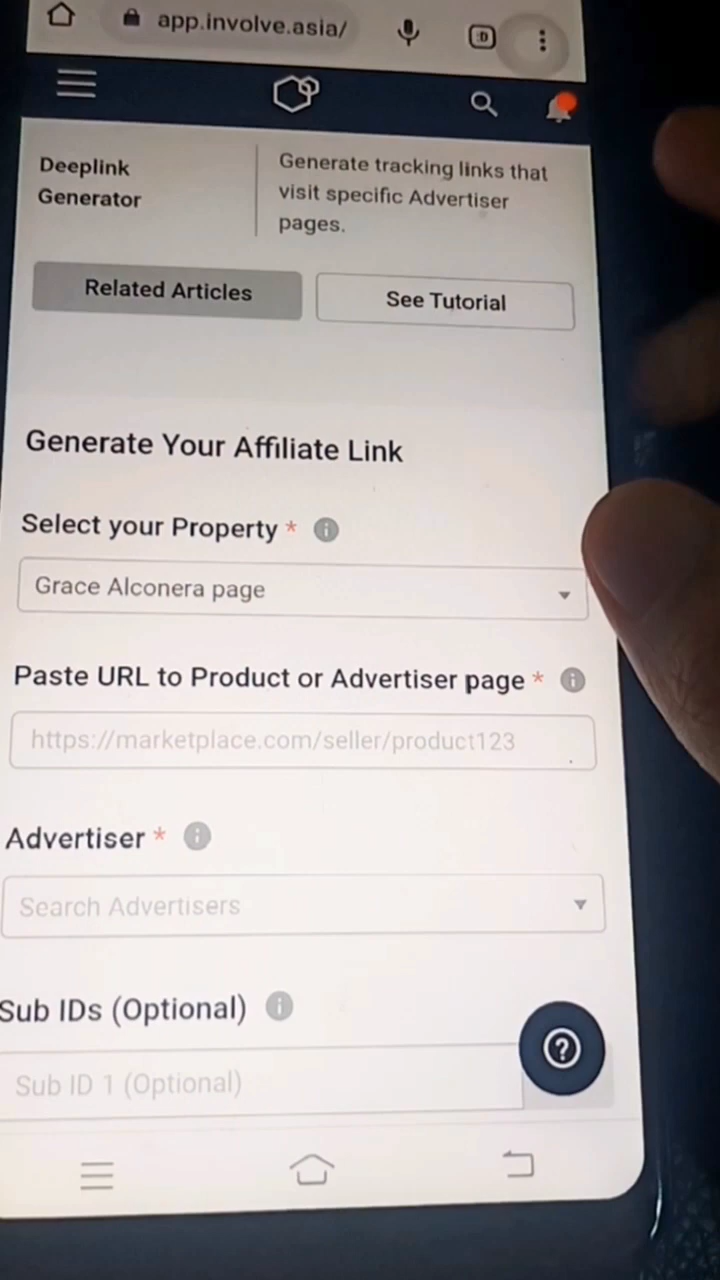 app.involve.asia/
:D
Deeplink
Generator
Generate tracking links that
visit specific Advertiser
pages.
Related Articles
See Tutorial
Generate Your Affiliate Link
Select your Property *
Grace Alconera page
Paste URL to Product or Advertiser page *
https://marketplace.com/seller/product123
Advertiser *
Search Advertisers
Sub IDs (Optional)
Sub ID 1 (Optional)